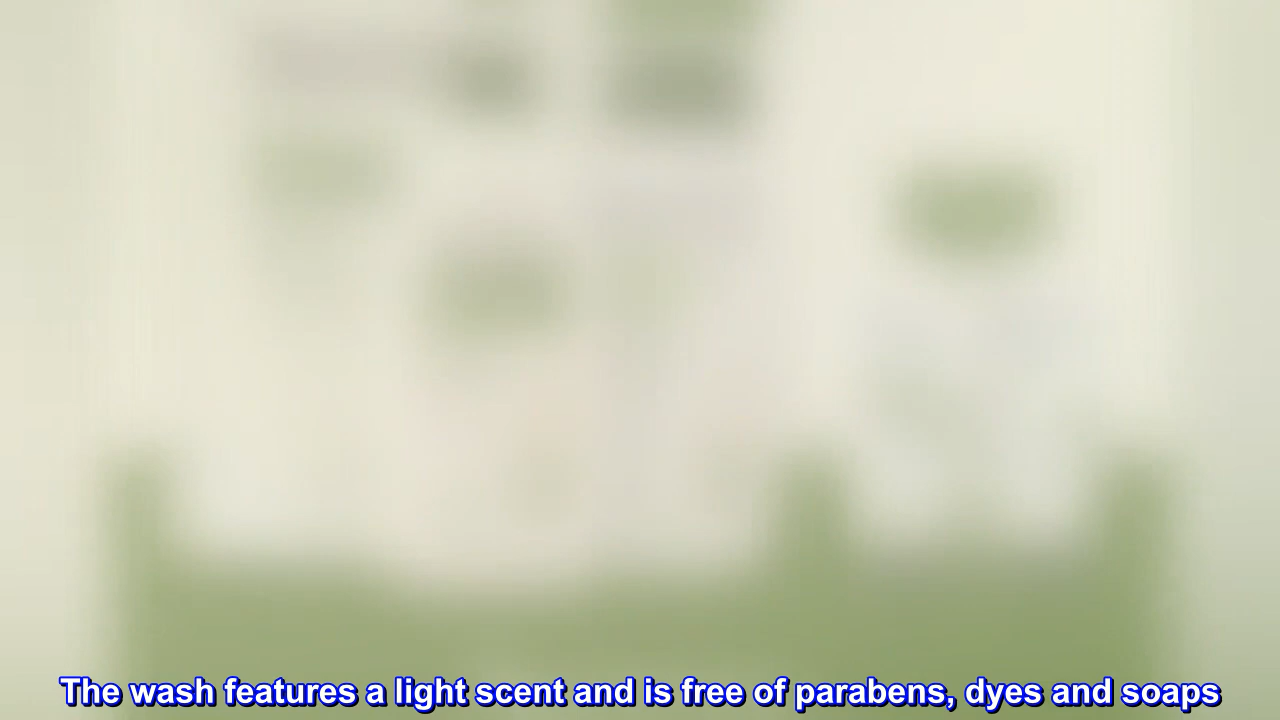 The wash features a light scent and is free of parabens, dyes and soaps